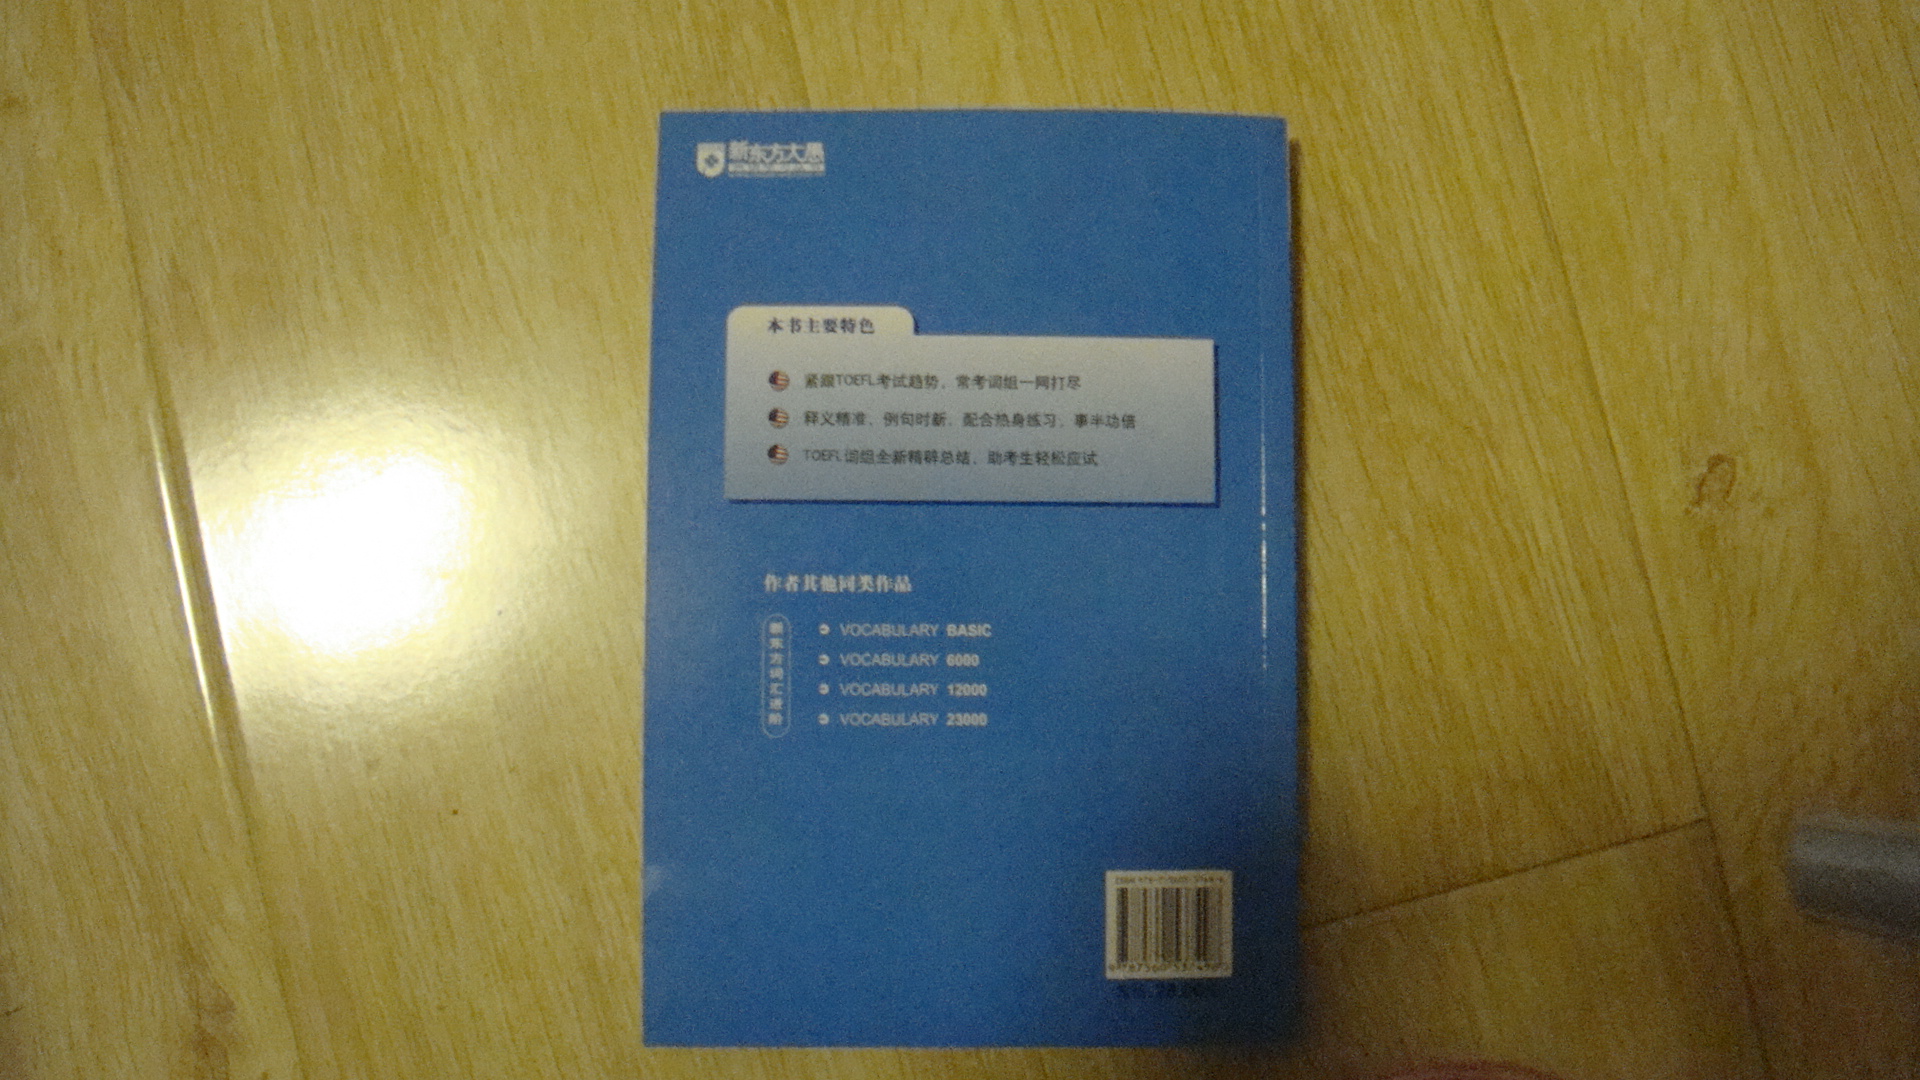 新东方大愚
本书主要特色
紧跟TOEFL考试趋势，常考词组一网打尽
释义精准、例句时新，配合热身练习，事半功倍
TOEFL词组全新精辟总结，助考生轻松应试
作者其他同类作品
新东方词汇进阶
VOCABULARY BASIC
VOCABULARY 6000
VOCABULARY 12000
VOCABULARY 23000